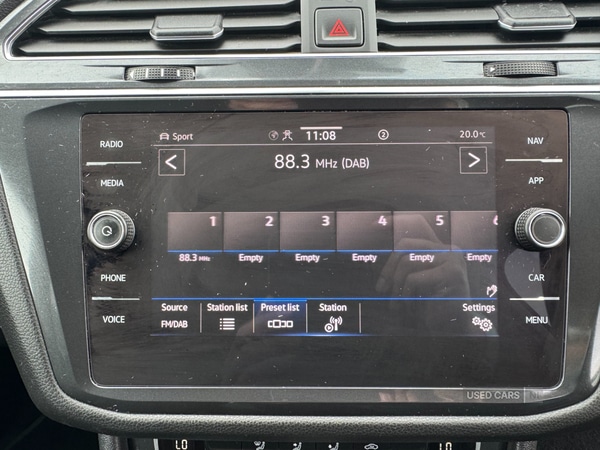 RADIO
MEDIA
PHONE
VOICE
Sport 11:08 2 20.0°C
< 88.3 MHz (DAB) >
1 2 3 4 5 6
88.3 MHz Empty Empty Empty Empty Empty
Source Station list Preset list Station Settings
FM/DAB
NAV
APP
CAR
MENU
USED CARS
LO LO